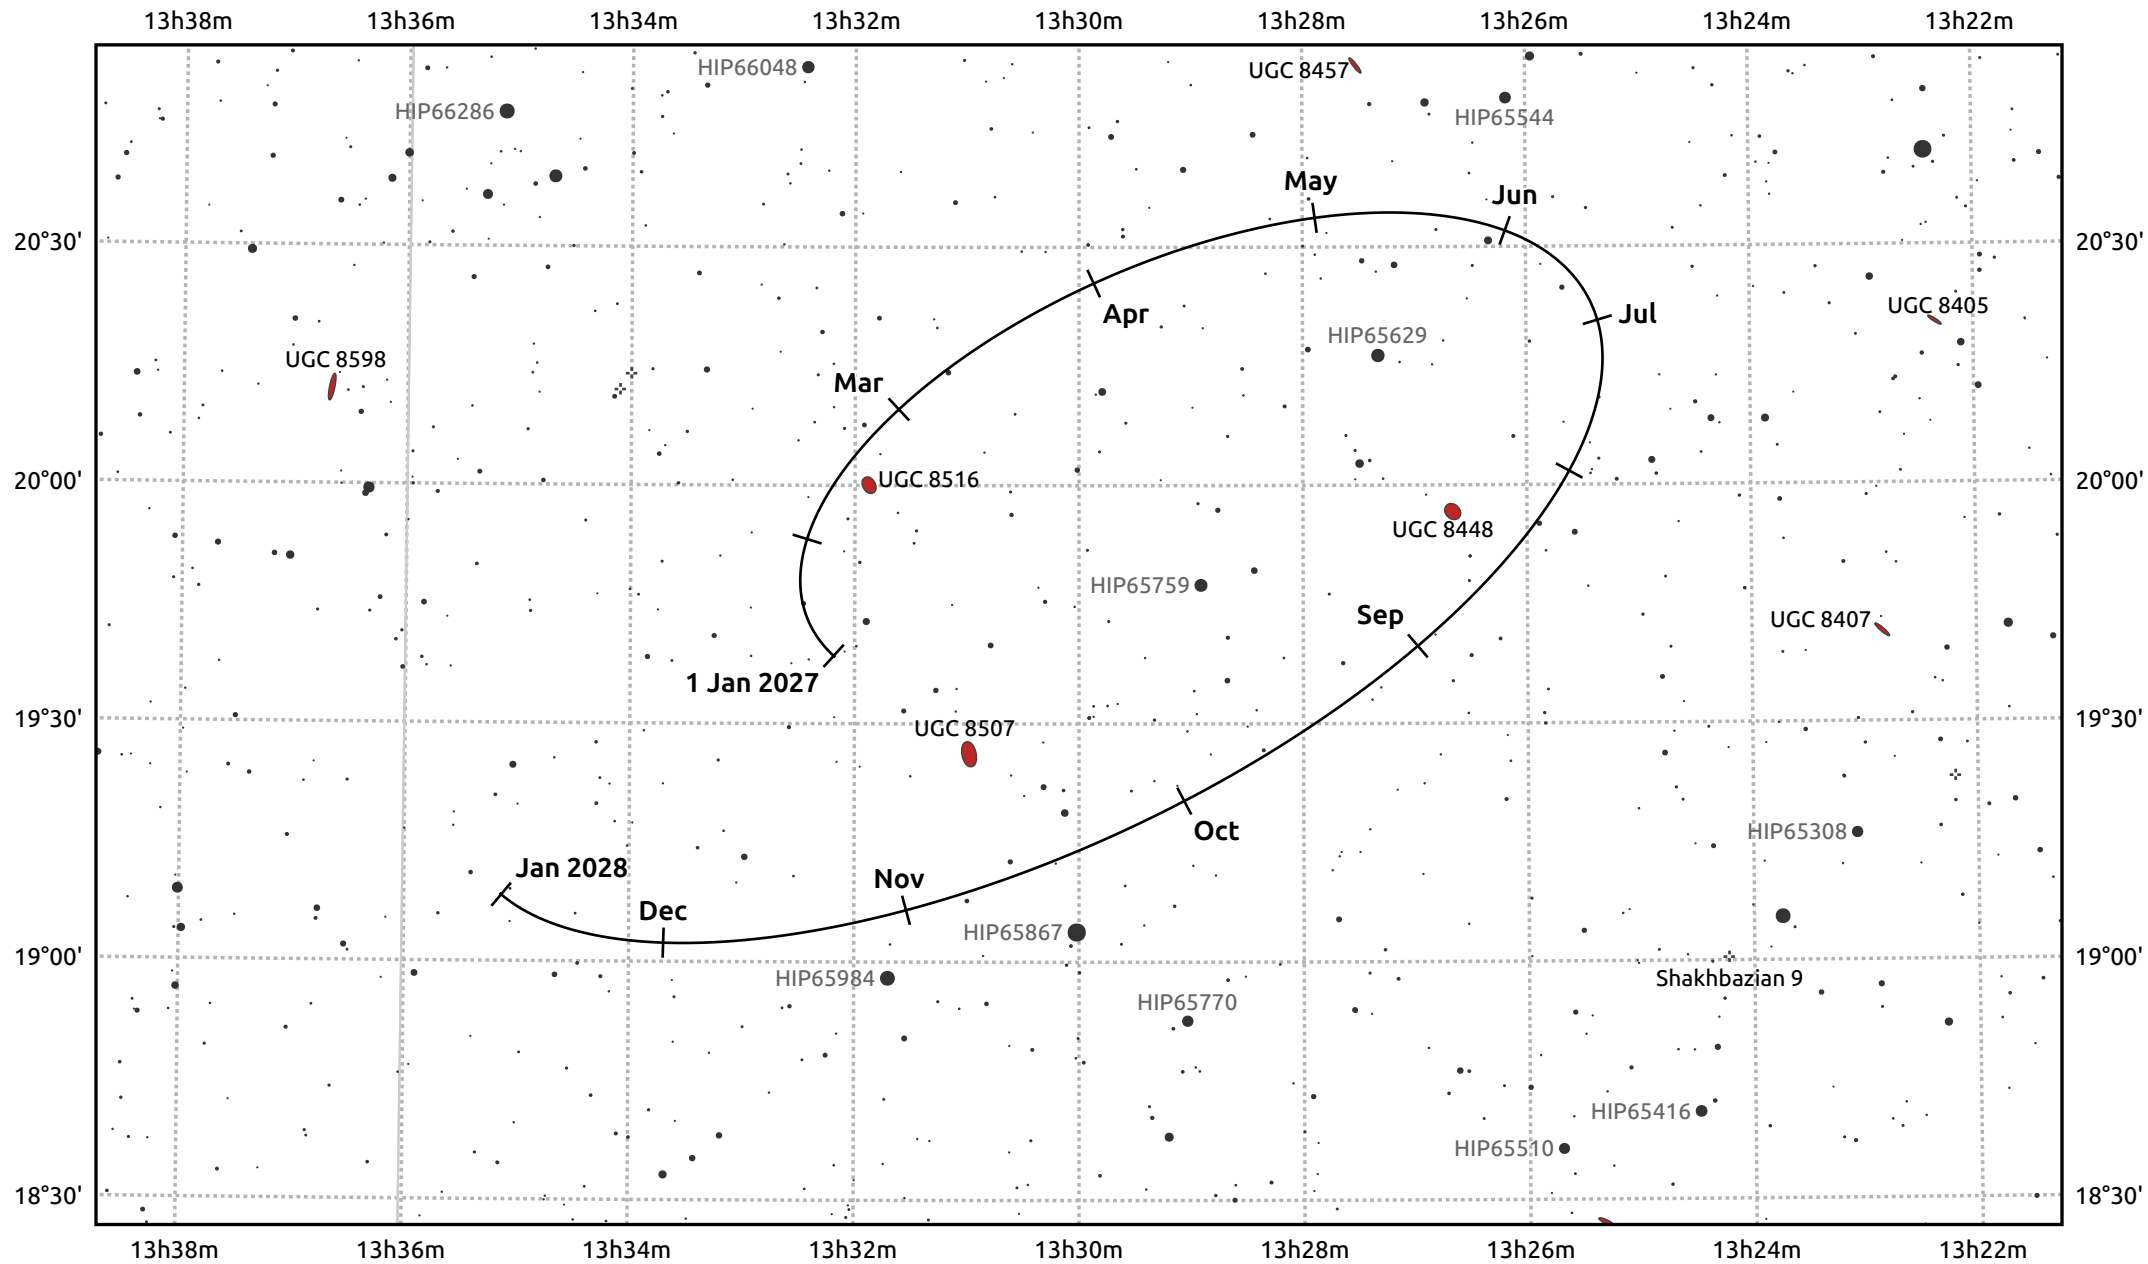 13h38m 13h36m 13h34m 13h32m 13h30m 13h28m 13h26m 13h24m 13h22m
HIP66048
UGC 8457
HIP66286
HIP65544
May
Jun
20°30' 20°30'
UGC 8405
Apr
Jul
HIP65629
UGC 8598
Mar
20°00' UGC 8516 20°00'
UGC 8448
HIP65759
Sep
UGC 8407
1 Jan 2027
19°30' 19°30'
UGC 8507
Oct
HIP65308
Jan 2028
Nov
Dec
HIP65867
19°00' 19°00'
HIP65984
Shakhbazian 9
HIP65770
HIP65416
HIP65510
18°30' 18°30'
13h38m 13h36m 13h34m 13h32m 13h30m 13h28m 13h26m 13h24m 13h22m